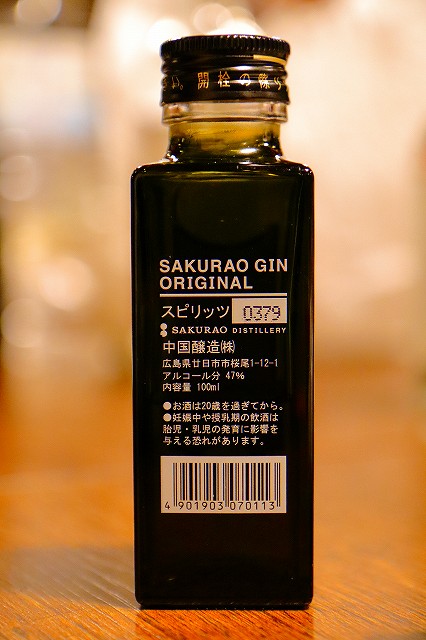 い。開栓の際
SAKURAO GIN
ORIGINAL
スピリッツ 0379
SAKURAO DISTILLERY
中国醸造㈱
広島県廿日市市桜尾1-12-1
アルコール分 47%
内容量 100ml
●お酒は20歳を過ぎてから。
●妊娠中や授乳期の飲酒は
胎児・乳児の発育に影響を
与える恐れがあります。
4 901903 070113